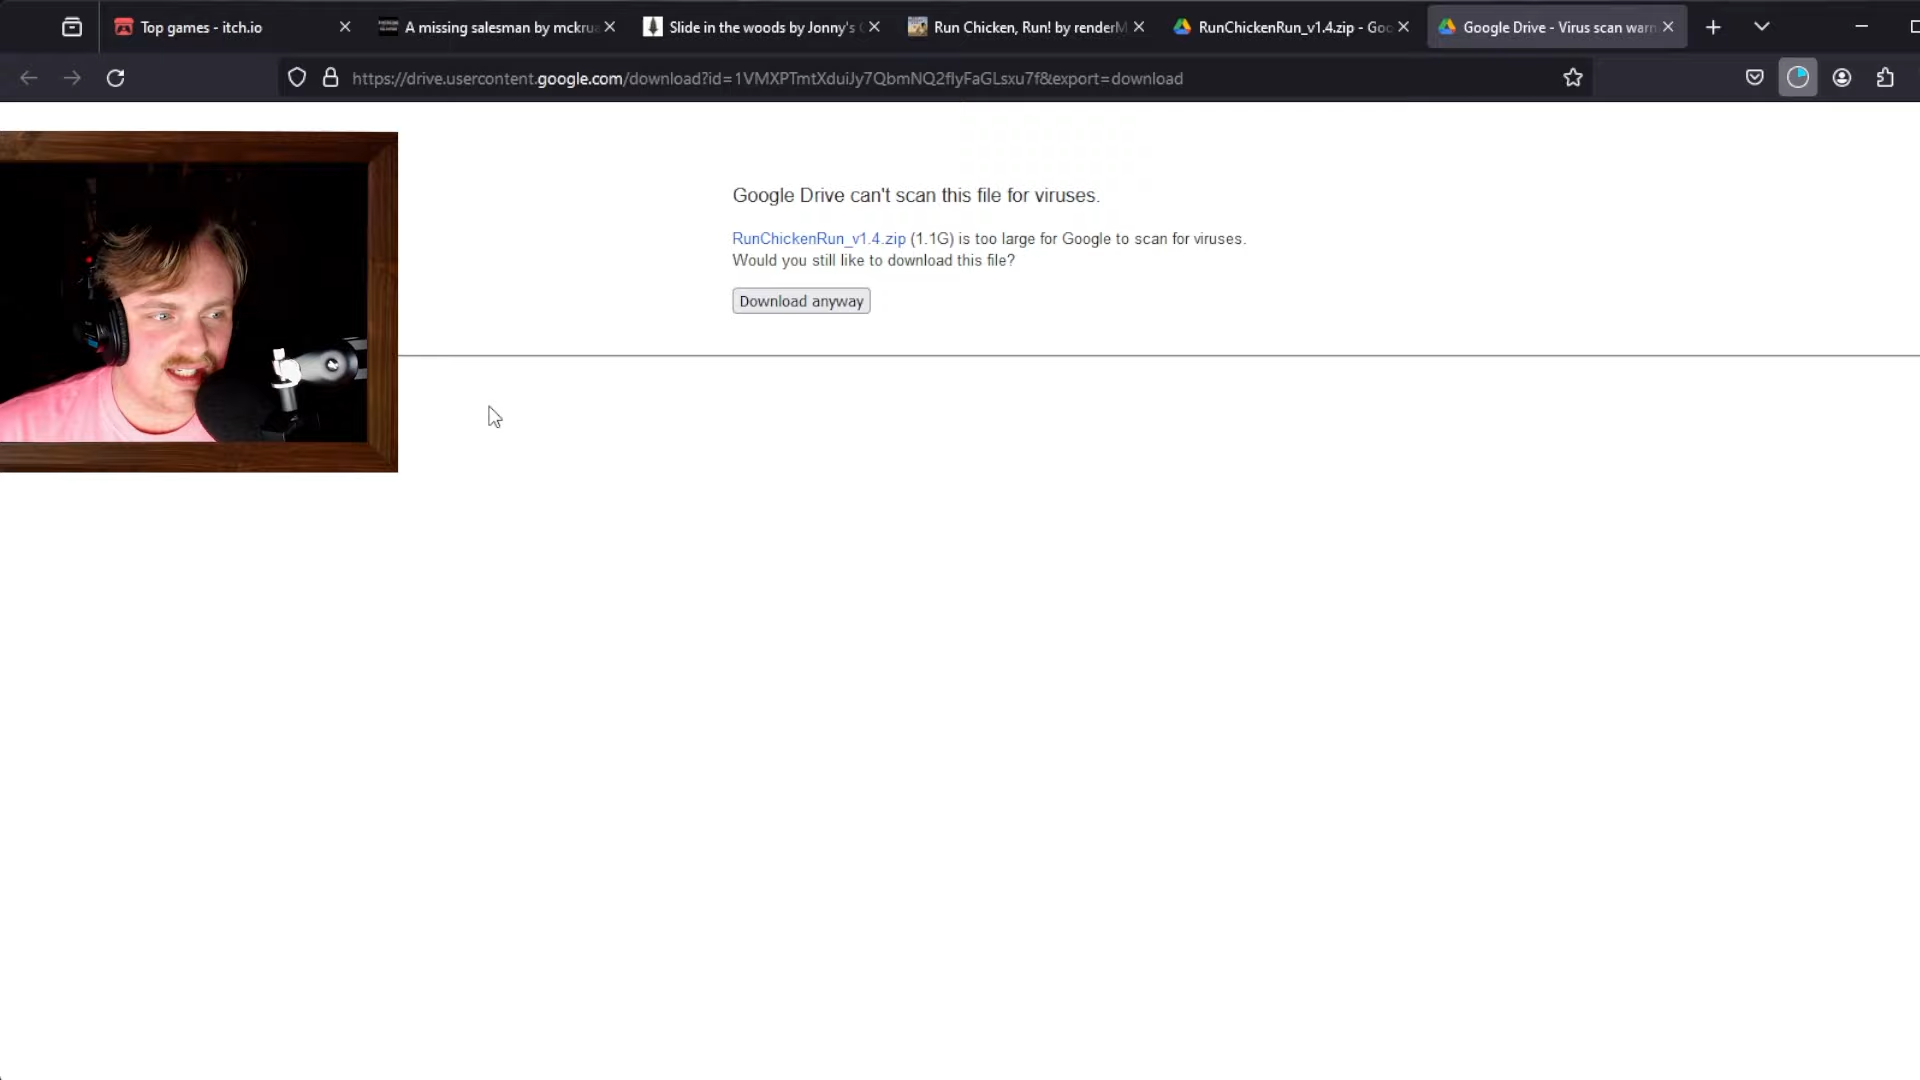 Top games - itch.io
A missing salesman by mckrua
Slide in the woods by Jonny's
Run Chicken, Run! by renderM
RunChickenRun_v1.4.zip - Goo
Google Drive - Virus scan warn
https://drive.usercontent.google.com/download?id=1VMXPTmtXduiJy7QbmNQ2flyFaGLsxu7f&export=download
Google Drive can't scan this file for viruses.
RunChickenRun_v1.4.zip (1.1G) is too large for Google to scan for viruses.
Would you still like to download this file?
Download anyway